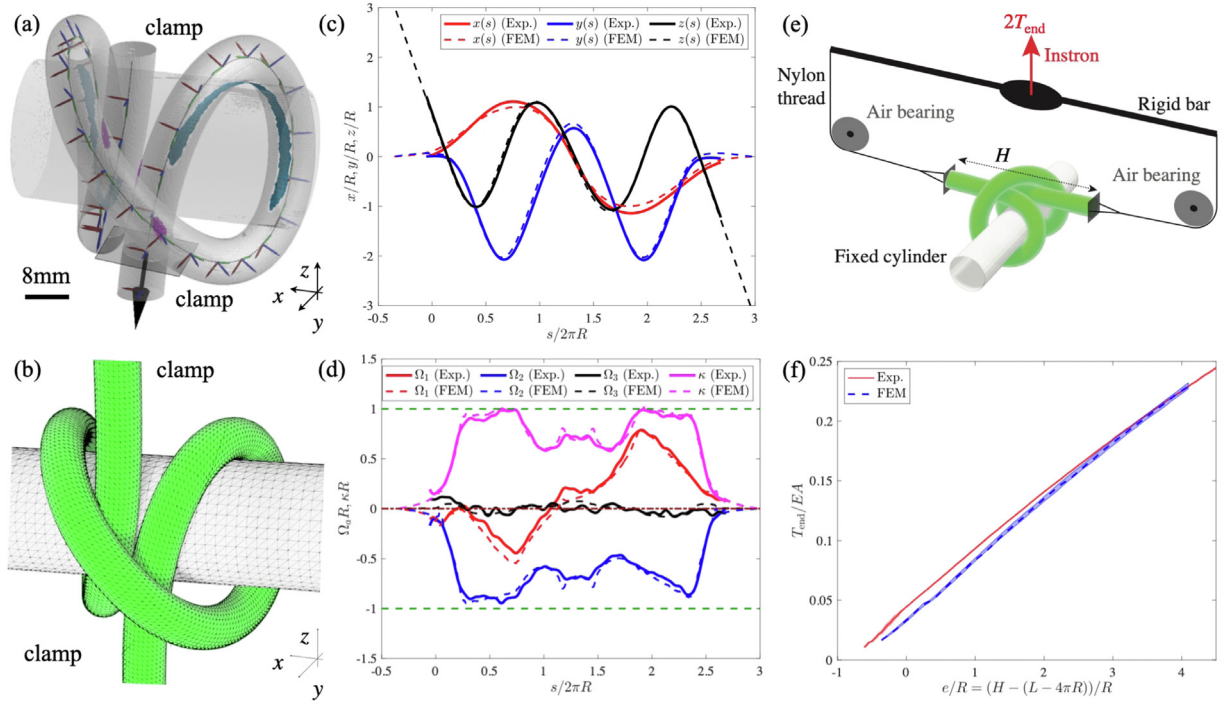 (a)
clamp
8mm
clamp
z
x
y
(b)
clamp
clamp
z
x
y
(c)
x(s) (Exp.) y(s) (Exp.) z(s) (Exp.)
x(s) (FEM) y(s) (FEM) z(s) (FEM)
3
2
1
0
-1
-2
-3
x/R, y/R, z/R
-0.5 0 0.5 1 1.5 2 2.5 3
s/2πR
(d)
Ω₁ (Exp.) Ω₂ (Exp.) Ω₃ (Exp.) κ (Exp.)
Ω₁ (FEM) Ω₂ (FEM) Ω₃ (FEM) κ (FEM)
1.5
1
0.5
0
-0.5
-1
-1.5
ΩₐR, κR
-0.5 0 0.5 1 1.5 2 2.5 3
s/2πR
(e)
2Tend
Instron
Nylon
thread
Air bearing
Rigid bar
H
Air bearing
Fixed cylinder
(f)
Exp.
FEM
0.25
0.20
0.15
0.10
0.05
0
Tend/EA
-1 0 1 2 3 4
e/R = (H − (L − 4πR))/R